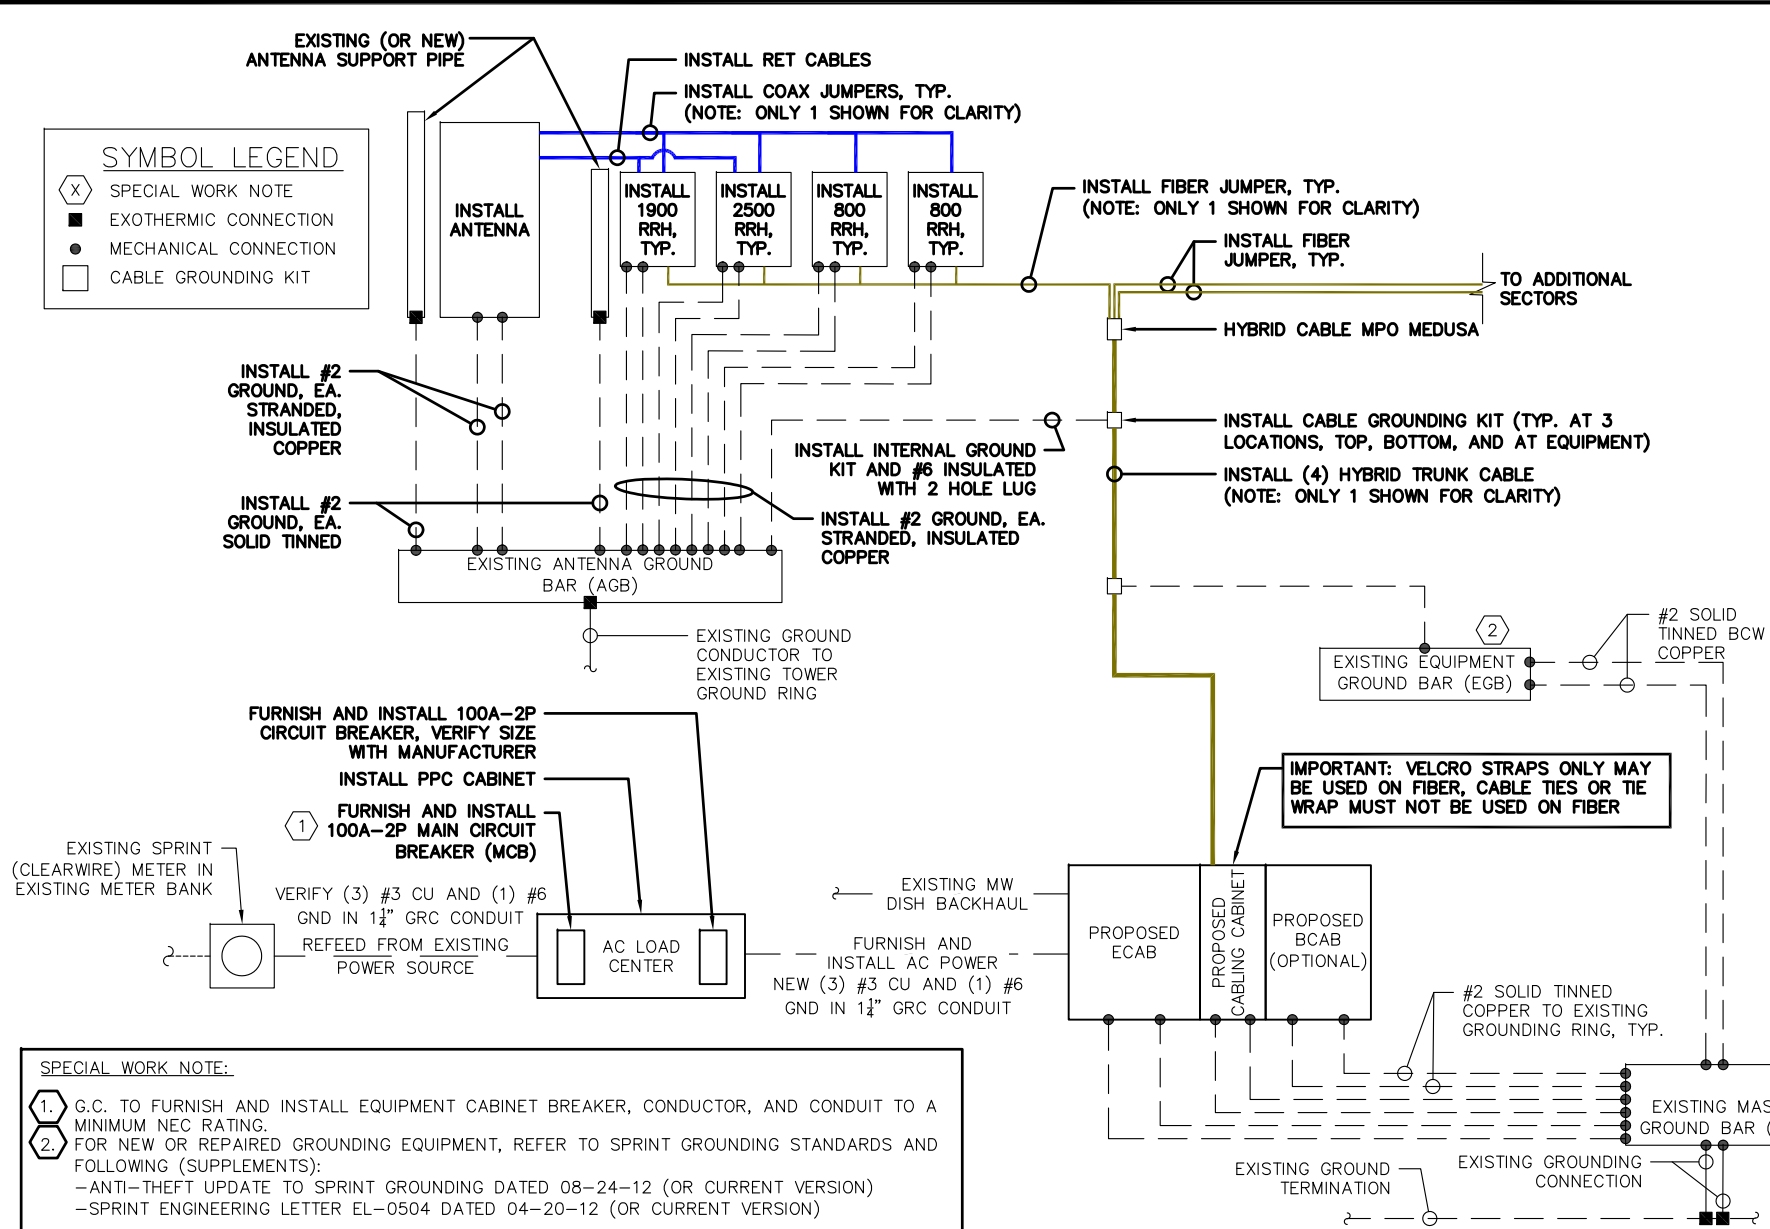 EXISTING (OR NEW)
ANTENNA SUPPORT PIPE
INSTALL RET CABLES
INSTALL COAX JUMPERS, TYP.
(NOTE: ONLY 1 SHOWN FOR CLARITY)
SYMBOL LEGEND
X SPECIAL WORK NOTE
EXOTHERMIC CONNECTION
MECHANICAL CONNECTION
CABLE GROUNDING KIT
INSTALL
ANTENNA
INSTALL
1900
RRH,
TYP.
INSTALL
2500
RRH,
TYP.
INSTALL
800
RRH,
TYP.
INSTALL
800
RRH,
TYP.
INSTALL FIBER JUMPER, TYP.
(NOTE: ONLY 1 SHOWN FOR CLARITY)
INSTALL FIBER
JUMPER, TYP.
TO ADDITIONAL
SECTORS
HYBRID CABLE MPO MEDUSA
INSTALL #2
GROUND, EA.
STRANDED,
INSULATED
COPPER
INSTALL CABLE GROUNDING KIT (TYP. AT 3
LOCATIONS, TOP, BOTTOM, AND AT EQUIPMENT)
INSTALL INTERNAL GROUND
KIT AND #6 INSULATED
WITH 2 HOLE LUG
INSTALL (4) HYBRID TRUNK CABLE
(NOTE: ONLY 1 SHOWN FOR CLARITY)
INSTALL #2
GROUND, EA.
SOLID TINNED
INSTALL #2 GROUND, EA.
STRANDED, INSULATED
COPPER
EXISTING ANTENNA GROUND
BAR (AGB)
EXISTING GROUND
CONDUCTOR TO
EXISTING TOWER
GROUND RING
2
#2 SOLID
TINNED BCW
COPPER
EXISTING EQUIPMENT
GROUND BAR (EGB)
FURNISH AND INSTALL 100A-2P
CIRCUIT BREAKER, VERIFY SIZE
WITH MANUFACTURER
INSTALL PPC CABINET
1
FURNISH AND INSTALL
100A-2P MAIN CIRCUIT
BREAKER (MCB)
IMPORTANT: VELCRO STRAPS ONLY MAY
BE USED ON FIBER, CABLE TIES OR TIE
WRAP MUST NOT BE USED ON FIBER
EXISTING SPRINT
(CLEARWIRE) METER IN
EXISTING METER BANK
VERIFY (3) #3 CU AND (1) #6
GND IN 1¼" GRC CONDUIT
REFEED FROM EXISTING
POWER SOURCE
AC LOAD
CENTER
EXISTING MW
DISH BACKHAUL
FURNISH AND
INSTALL AC POWER
NEW (3) #3 CU AND (1) #6
GND IN 1¼" GRC CONDUIT
PROPOSED
ECAB
PROPOSED
CABLING CABINET
PROPOSED
BCAB
(OPTIONAL)
#2 SOLID TINNED
COPPER TO EXISTING
GROUNDING RING, TYP.
EXISTING MAS
GROUND BAR (
EXISTING GROUND
TERMINATION
EXISTING GROUNDING
CONNECTION
SPECIAL WORK NOTE:
1. G.C. TO FURNISH AND INSTALL EQUIPMENT CABINET BREAKER, CONDUCTOR, AND CONDUIT TO A
MINIMUM NEC RATING.
2. FOR NEW OR REPAIRED GROUNDING EQUIPMENT, REFER TO SPRINT GROUNDING STANDARDS AND
FOLLOWING (SUPPLEMENTS):
-ANTI-THEFT UPDATE TO SPRINT GROUNDING DATED 08-24-12 (OR CURRENT VERSION)
-SPRINT ENGINEERING LETTER EL-0504 DATED 04-20-12 (OR CURRENT VERSION)